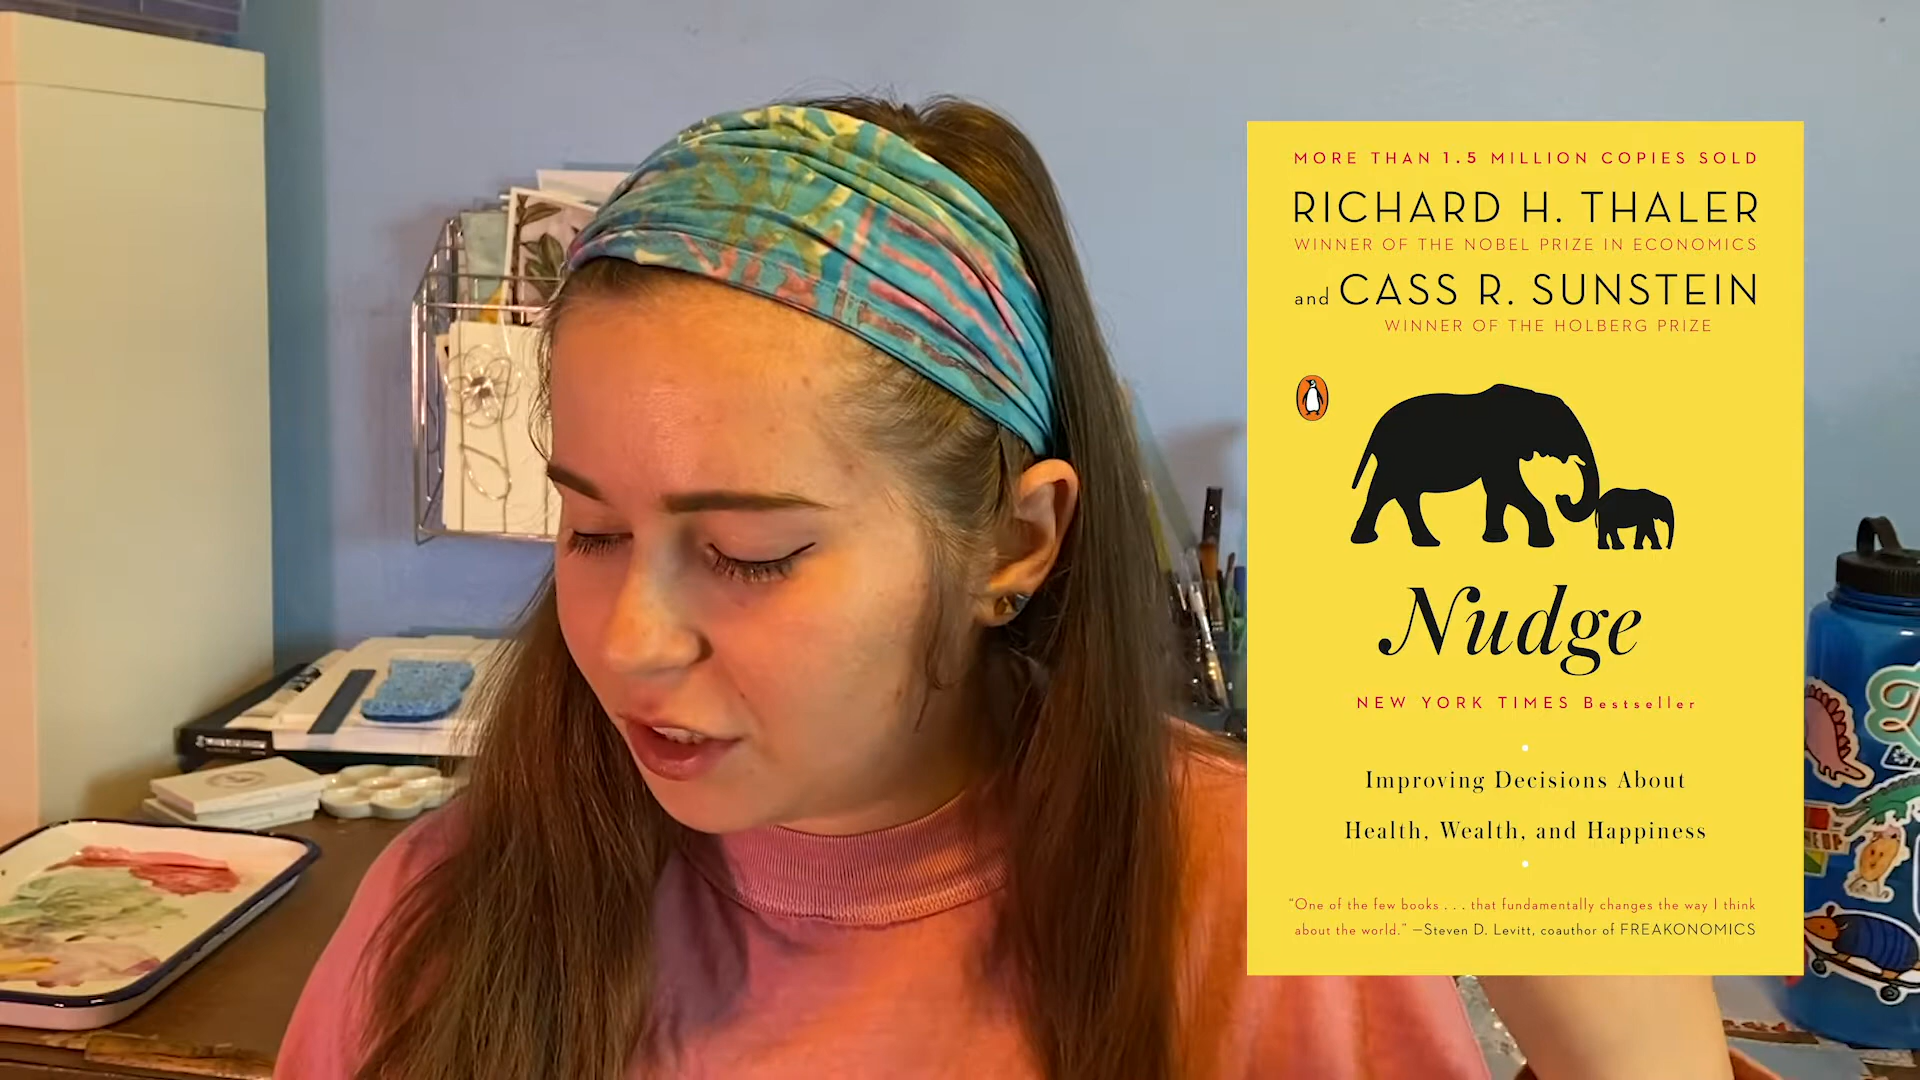 MORE THAN 1.5 MILLION COPIES SOLD
RICHARD H. THALER
WINNER OF THE NOBEL PRIZE IN ECONOMICS
and CASS R. SUNSTEIN
WINNER OF THE HOLBERG PRIZE
Nudge
NEW YORK TIMES Bestseller
Improving Decisions About
Health, Wealth, and Happiness
"One of the few books . . . that fundamentally changes the way I think
about the world." —Steven D. Levitt, coauthor of FREAKONOMICS